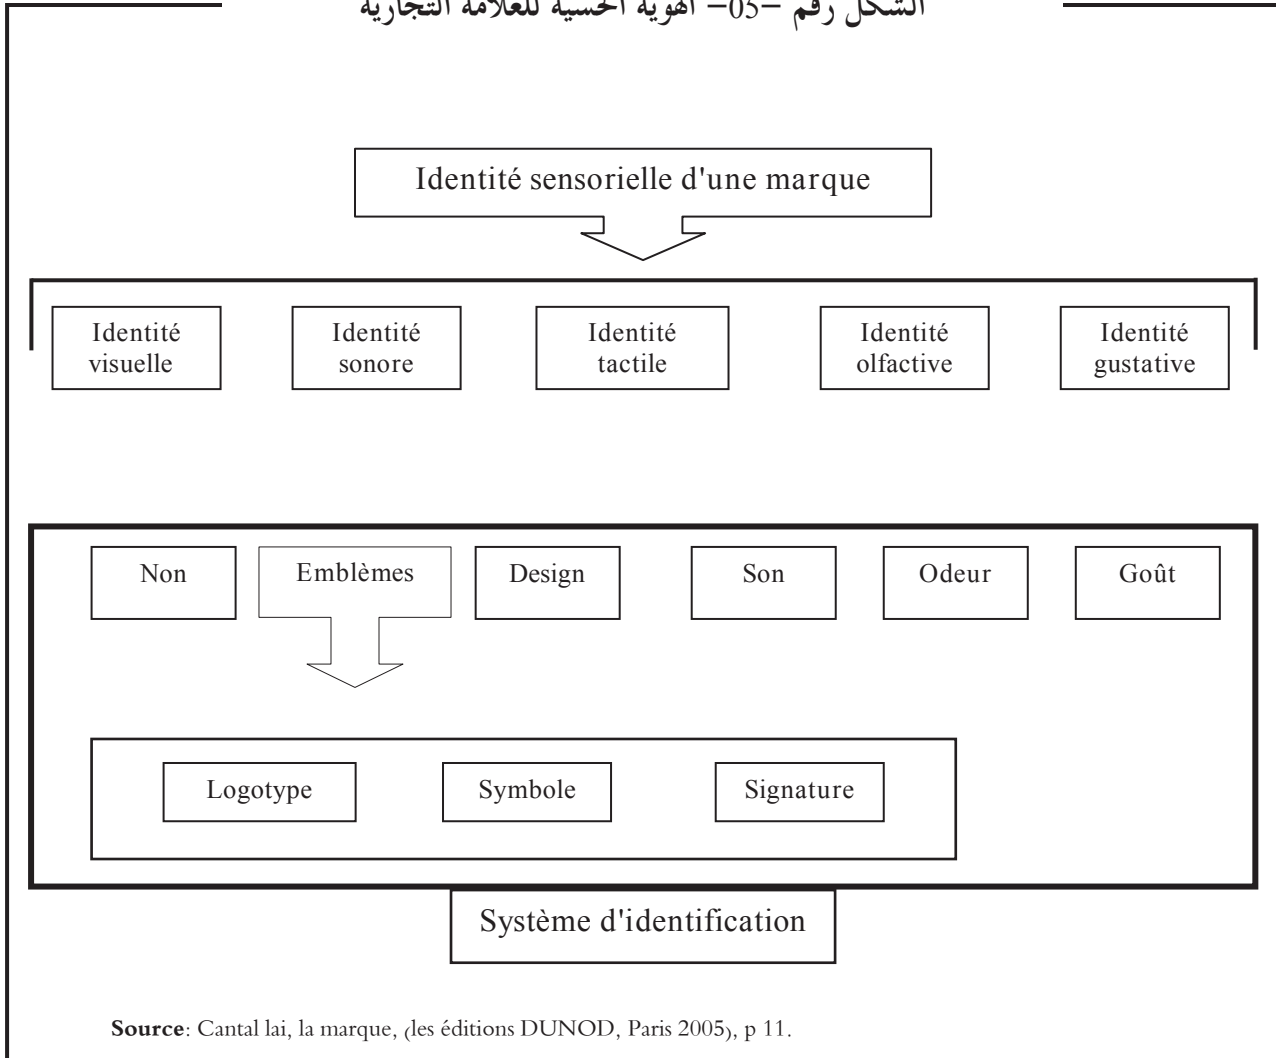 الشكل رقم –05– الهوية الحسية للعلامة التجارية
Identité sensorielle d'une marque
Identité
visuelle
Identité
sonore
Identité
tactile
Identité
olfactive
Identité
gustative
Non
Emblèmes
Design
Son
Odeur
Goût
Logotype
Symbole
Signature
Système d'identification
Source: Cantal lai, la marque, (les éditions DUNOD, Paris 2005), p 11.